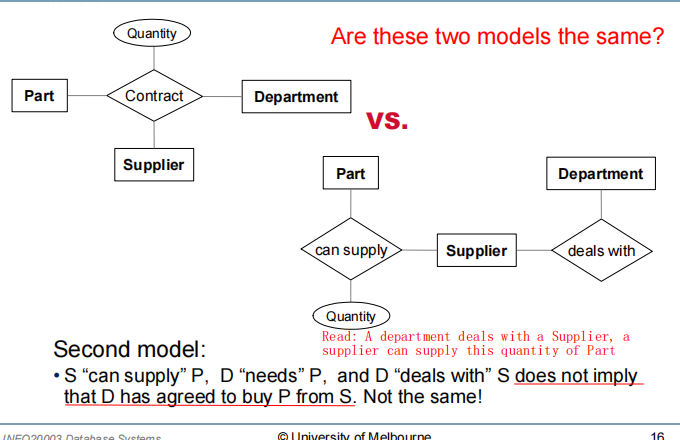 Quantity
Are these two models the same?
Part
Contract
Department
vs.
Supplier
Part
Department
can supply
Supplier
deals with
Quantity
Read: A department deals with a Supplier, a
supplier can supply this quantity of Part
Second model:
• S “can supply” P, D “needs” P, and D “deals with” S does not imply
that D has agreed to buy P from S. Not the same!
INFO20003 Database Systems
© University of Melbourne
16